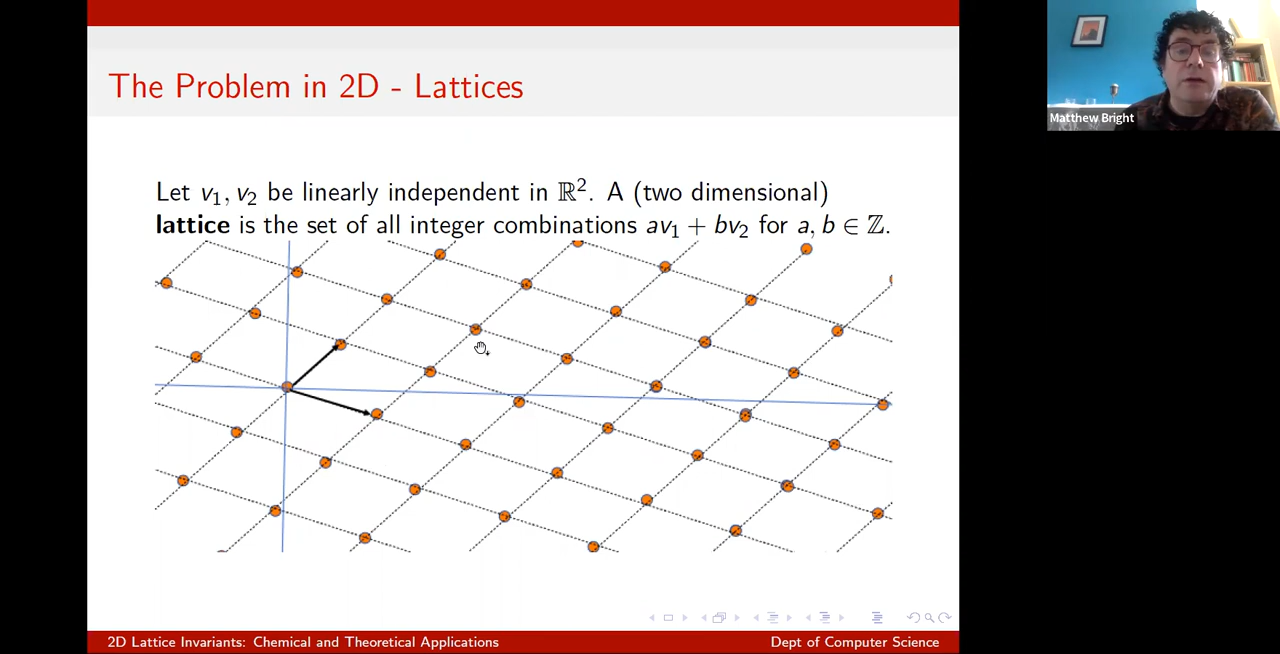 The Problem in 2D - Lattices
Matthew Bright
Let v₁, v₂ be linearly independent in ℝ². A (two dimensional)
lattice is the set of all integer combinations av₁ + bv₂ for a, b ∈ ℤ.
2D Lattice Invariants: Chemical and Theoretical Applications
Dept of Computer Science